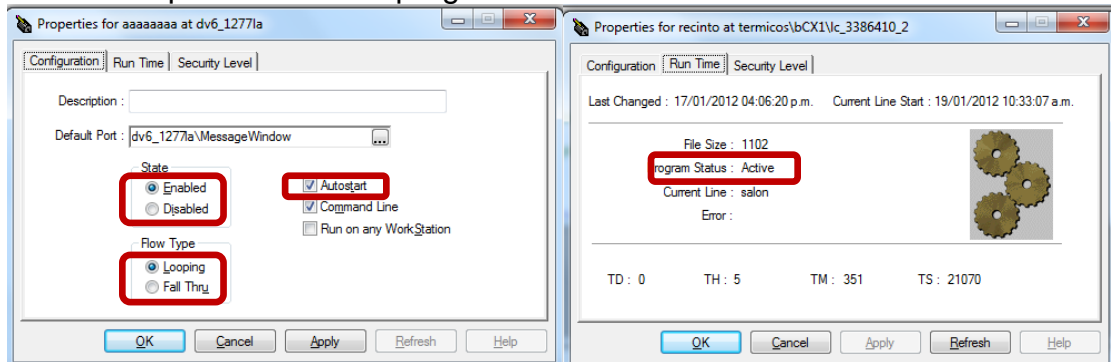 Properties for aaaaaaaa at dv6_1277la
Configuration Run Time Security Level
Description :
Default Port : dv6_1277la\MessageWindow ...
State
Enabled
Disabled
Autostart
Command Line
Run on any WorkStation
Flow Type
Looping
Fall Thru
OK Cancel Apply Refresh Help
Properties for recinto at termicos\bCX1\lc_3386410_2
Configuration Run Time Security Level
Last Changed : 17/01/2012 04:06:20 p.m. Current Line Start : 19/01/2012 10:33:07 a.m.
File Size : 1102
rogram Status : Active
Current Line : salon
Error :
TD : 0 TH : 5 TM : 351 TS : 21070
OK Cancel Apply Refresh Help